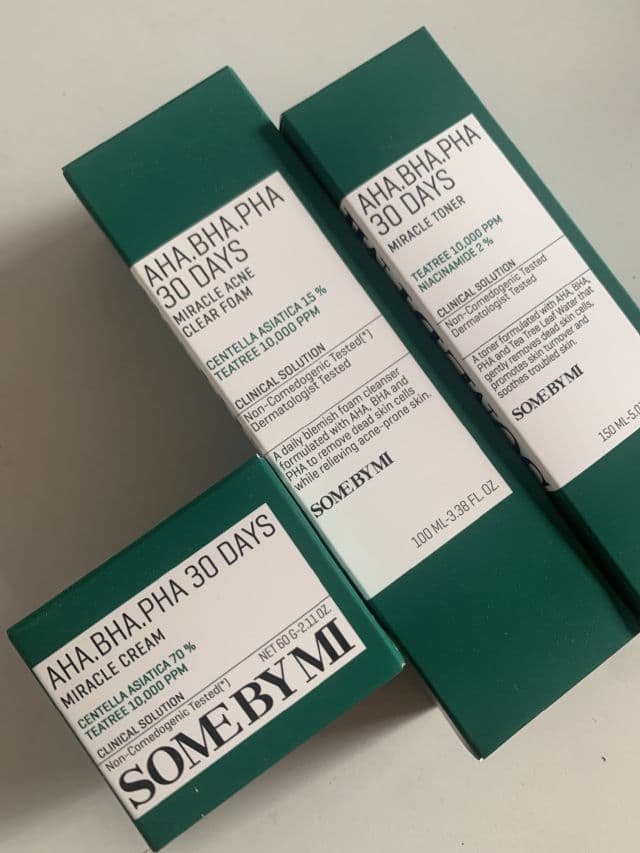 AHA.BHA.PHA
30 DAYS
MIRACLE ACNE
CLEAR FOAM
CENTELLA ASIATICA 15 %
TEATREE 10,000 PPM
CLINICAL SOLUTION
Non-Comedogenic Tested(*)
Dermatologist Tested
A daily blemish foam cleanser
formulated with AHA, BHA and
PHA to remove dead skin cells
while relieving acne-prone skin.
SOME BY MI
100 ML-3.38 FL. OZ.
AHA.BHA.PHA
30 DAYS
MIRACLE TONER
TEATREE 10,000 PPM
NIACINAMIDE 2 %
CLINICAL SOLUTION
Non-Comedogenic Tested
Dermatologist Tested
A toner formulated with AHA, BHA,
PHA and Tea Tree Leaf Water that
gently removes dead skin cells,
promotes skin turnover and
soothes troubled skin.
SOME BY MI
150 ML-5.0
AHA.BHA.PHA 30 DAYS
MIRACLE CREAM
CENTELLA ASIATICA 70 %
TEATREE 10,000 PPM
NET 60 G-2.11 OZ.
CLINICAL SOLUTION
Non-Comedogenic Tested(*)
SOME BY MI